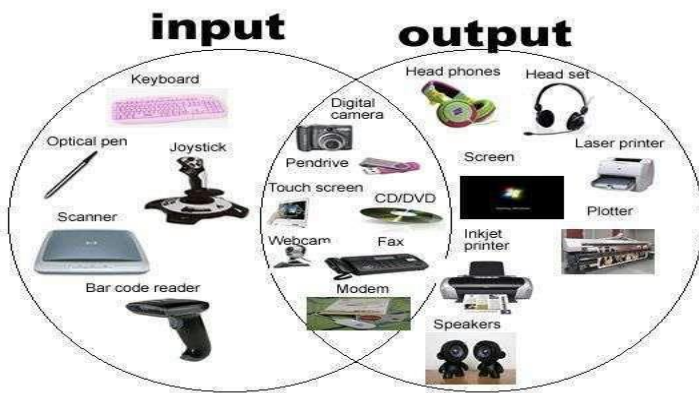 input
output
Keyboard
Optical pen
Joystick
Scanner
Bar code reader
Digital
camera
Pendrive
Touch screen
CD/DVD
Webcam
Fax
Modem
Head phones
Head set
Laser printer
Screen
Plotter
Inkjet
printer
Speakers